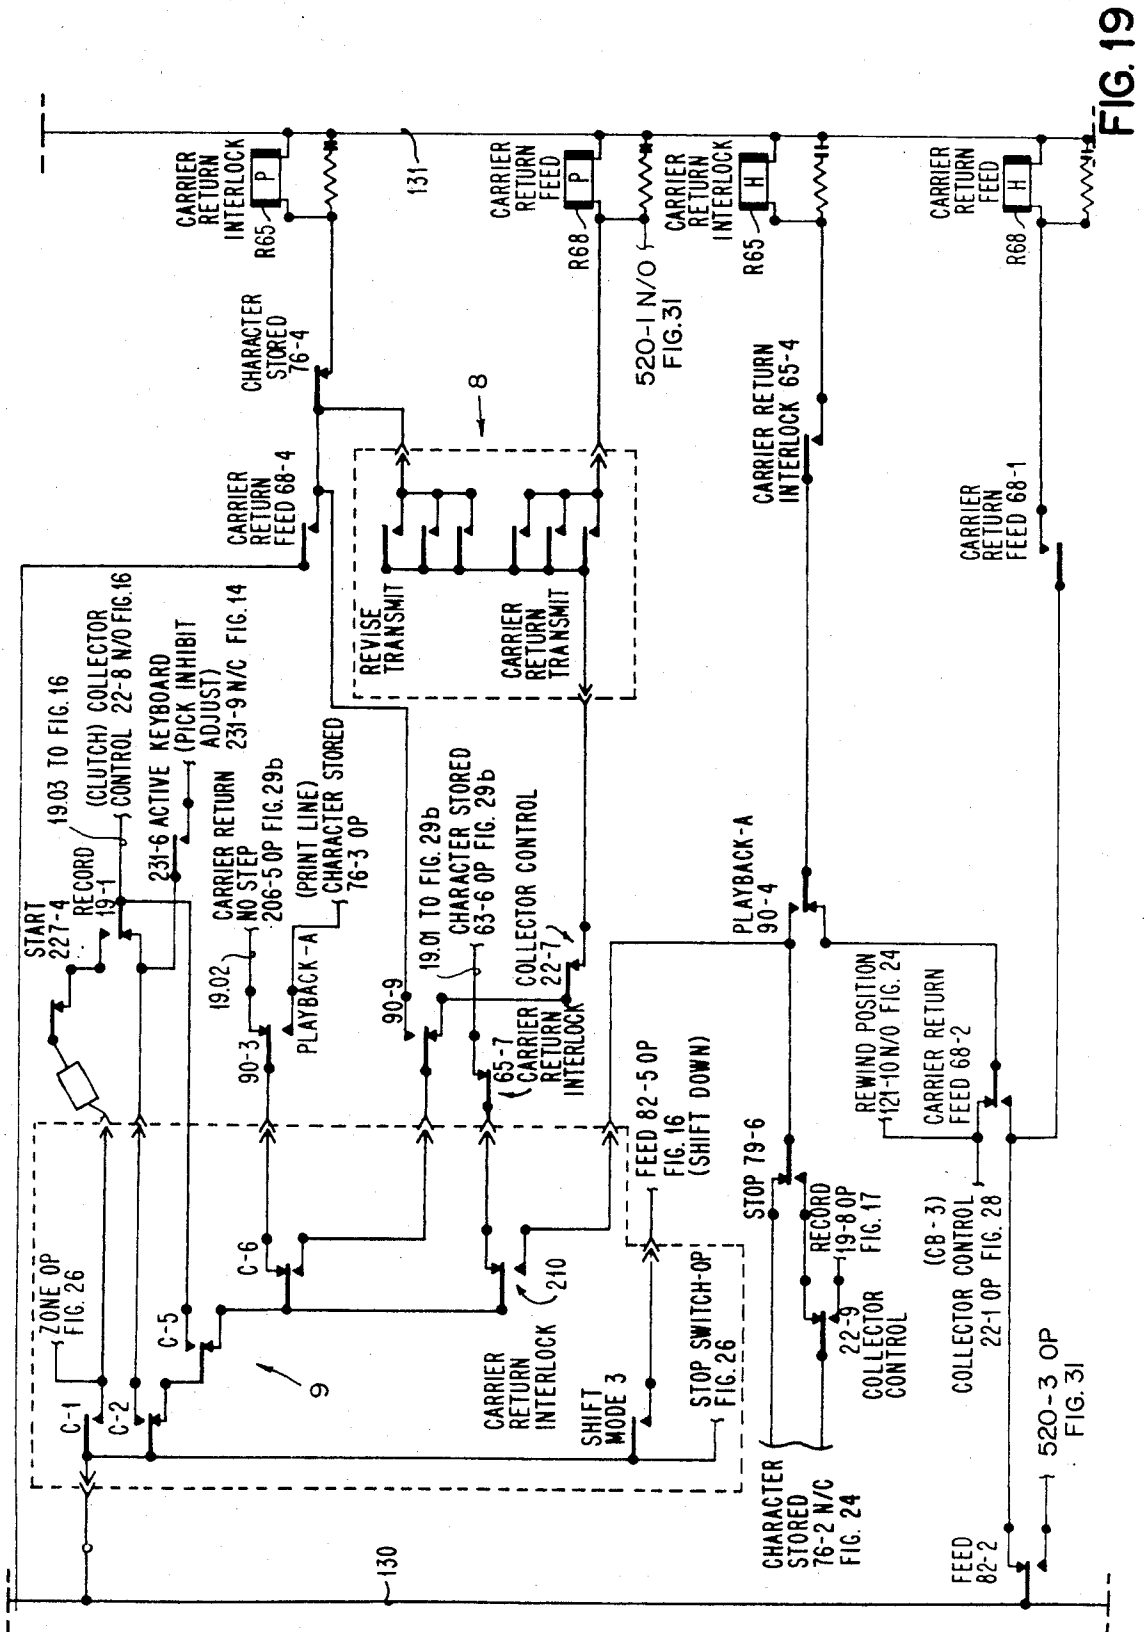 FIG. 19
CARRIER
RETURN
INTERLOCK
P
R65
131
CARRIER
RETURN
FEED
P
R68
520-1 N/O
FIG. 31
CARRIER
RETURN
INTERLOCK
H
R65
CARRIER
RETURN
FEED
H
R68
CHARACTER
STORED
76-4
8
CARRIER
RETURN
FEED 68-4
CARRIER RETURN
INTERLOCK 65-4
CARRIER
RETURN
FEED 68-1
REVISE
TRANSMIT
CARRIER
RETURN
TRANSMIT
19.03 TO FIG. 16
(CLUTCH) COLLECTOR
CONTROL 22-8 N/O FIG. 16
START
227-4
RECORD
19-1
231-6 ACTIVE KEYBOARD
(PICK INHIBIT
ADJUST)
231-9 N/C FIG. 14
CARRIER RETURN
NO STEP
206-5 OP FIG. 29b
19.02
90-3
(PRINT LINE)
CHARACTER STORED
76-3 OP
PLAYBACK-A
90-9
19.01 TO FIG. 29b
CHARACTER STORED
63-6 OP FIG. 29b
65-7
CARRIER
RETURN
INTERLOCK
COLLECTOR CONTROL
22-7
PLAYBACK-A
90-4
ZONE OP
FIG. 26
C-1
C-2
C-5
C-6
9
210
CARRIER
RETURN
INTERLOCK
SHIFT
MODE 3
FEED 82-5 OP
FIG. 16
(SHIFT DOWN)
STOP SWITCH-OP
FIG. 26
STOP 79-6
RECORD
19-8 OP
FIG. 17
22-9
COLLECTOR
CONTROL
CHARACTER
STORED
76-2 N/C
FIG. 24
REWIND POSITION
121-10 N/O FIG. 24
CARRIER RETURN
FEED 68-2
(CB-3)
COLLECTOR CONTROL
22-1 OP FIG. 28
520-3 OP
FIG. 31
FEED
82-2
130